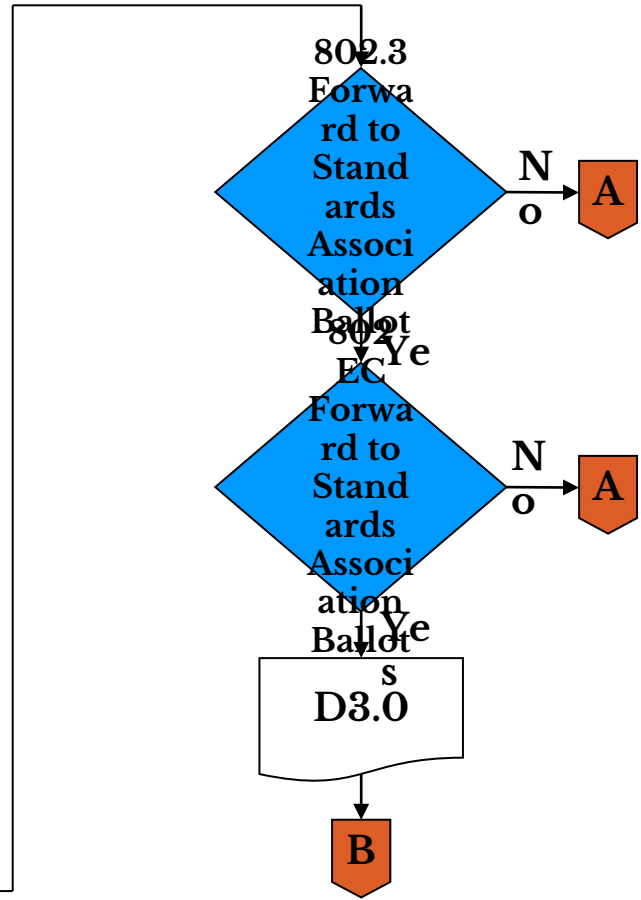 802.3
Forwa
rd to
Stand
ards
Associ
ation
Ballot
N
o
A
Ye
802
EC
Forwa
rd to
Stand
ards
Associ
ation
Ballot
N
o
A
Ye
s
D3.0
B